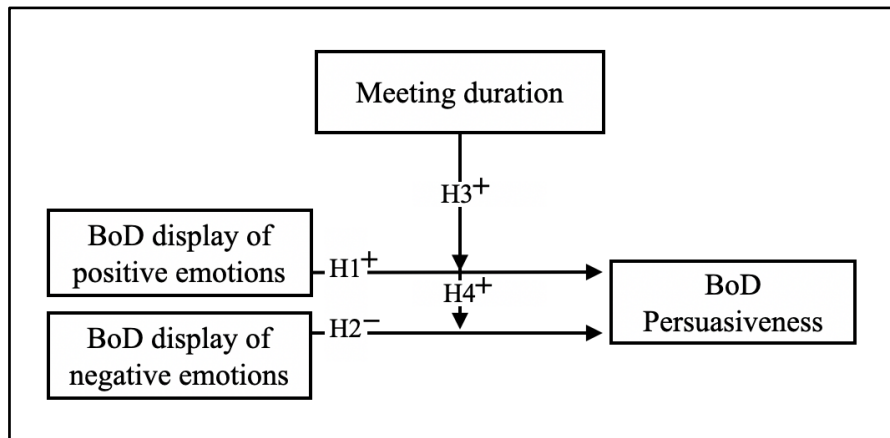 Meeting duration
H3+
BoD display of
positive emotions
H1+
H4+
BoD
Persuasiveness
BoD display of
negative emotions
H2−